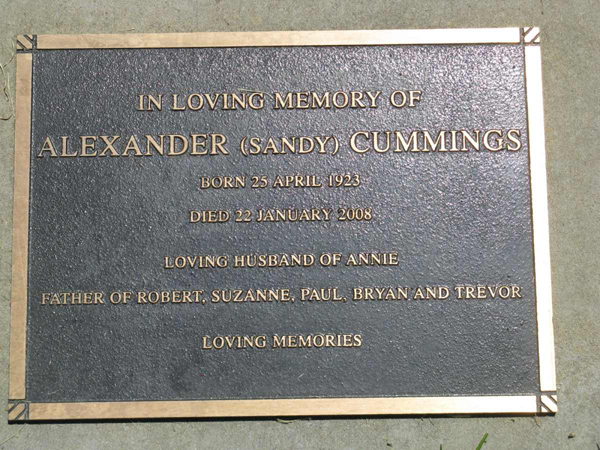 IN LOVING MEMORY OF
ALEXANDER (SANDY) CUMMINGS
BORN 25 APRIL 1923
DIED 22 JANUARY 2008
LOVING HUSBAND OF ANNIE
FATHER OF ROBERT, SUZANNE, PAUL, BRYAN AND TREVOR
LOVING MEMORIES